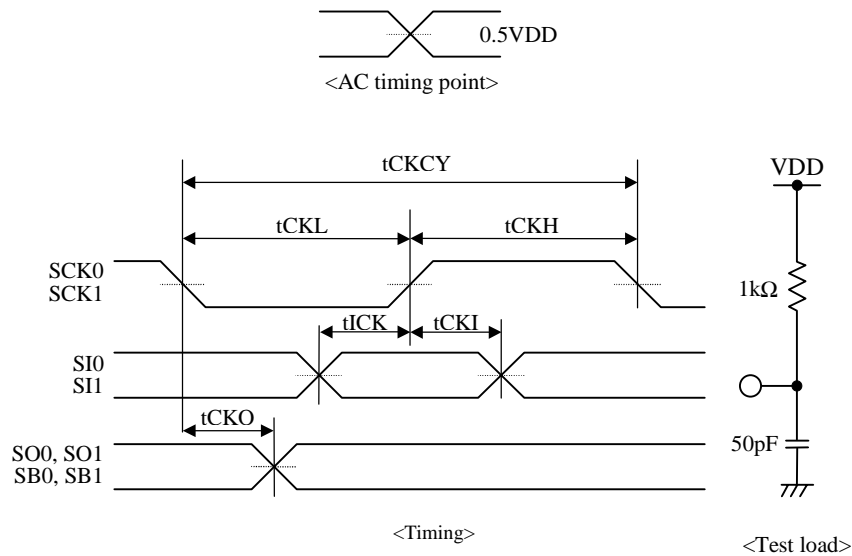 0.5VDD
<AC timing point>
tCKCY
VDD
tCKL
tCKH
SCK0
SCK1
1kΩ
tICK
tCKI
SI0
SI1
tCKO
SO0, SO1
SB0, SB1
50pF
<Timing>
<Test load>